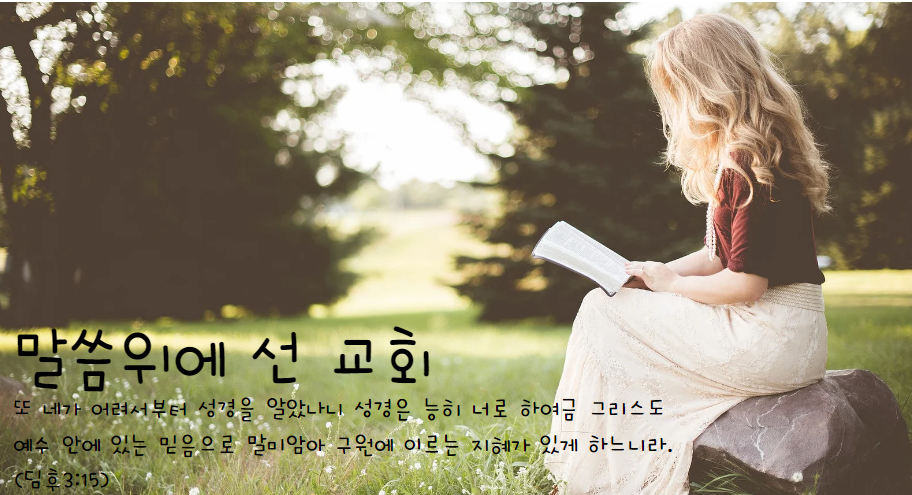 말씀위에 선 교회
또 네가 어려서부터 성경을 알았나니 성경은 능히 너로 하여금 그리스도
예수 안에 있는 믿음으로 말미암아 구원에 이르는 지혜가 있게 하느니라.
(딤후3:15)